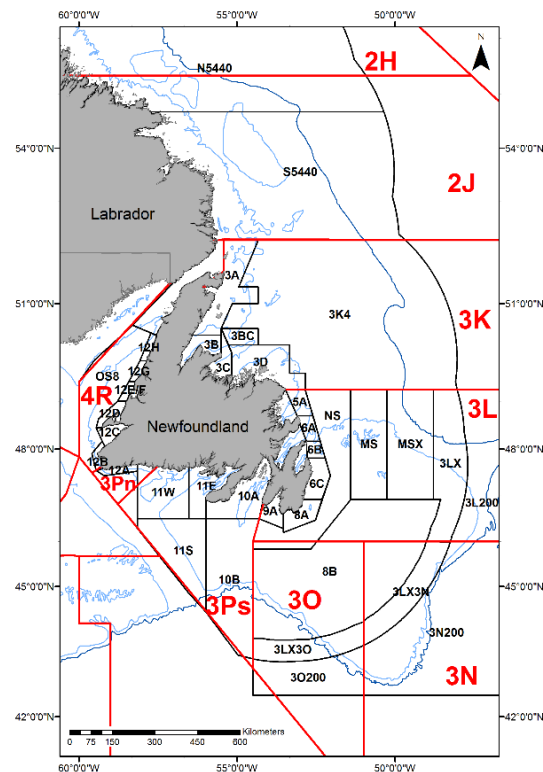 60°0'0"W 55°0'0"W 50°0'0"W
N
2H
N5440
54°0'0"N 54°0'0"N
S5440
2J
Labrador
3A
51°0'0"N 51°0'0"N
3K4
3K
3BC
3B
12H
3C
3D
12G
OS8
12E/F
4R
5A
3L
12D
NS
Newfoundland
6A
12C
MS
MSX
48°0'0"N 48°0'0"N
6B
3LX
12B
12A
3Pn
11W
11E
10A
6C
3L200
9A
8A
11S
8B
45°0'0"N 45°0'0"N
10B
3Ps
3O
3LX3N
3N200
3LX3O
3O200
3N
42°0'0"N 42°0'0"N
Kilometers
0 75 150 300 450 600
60°0'0"W 55°0'0"W 50°0'0"W